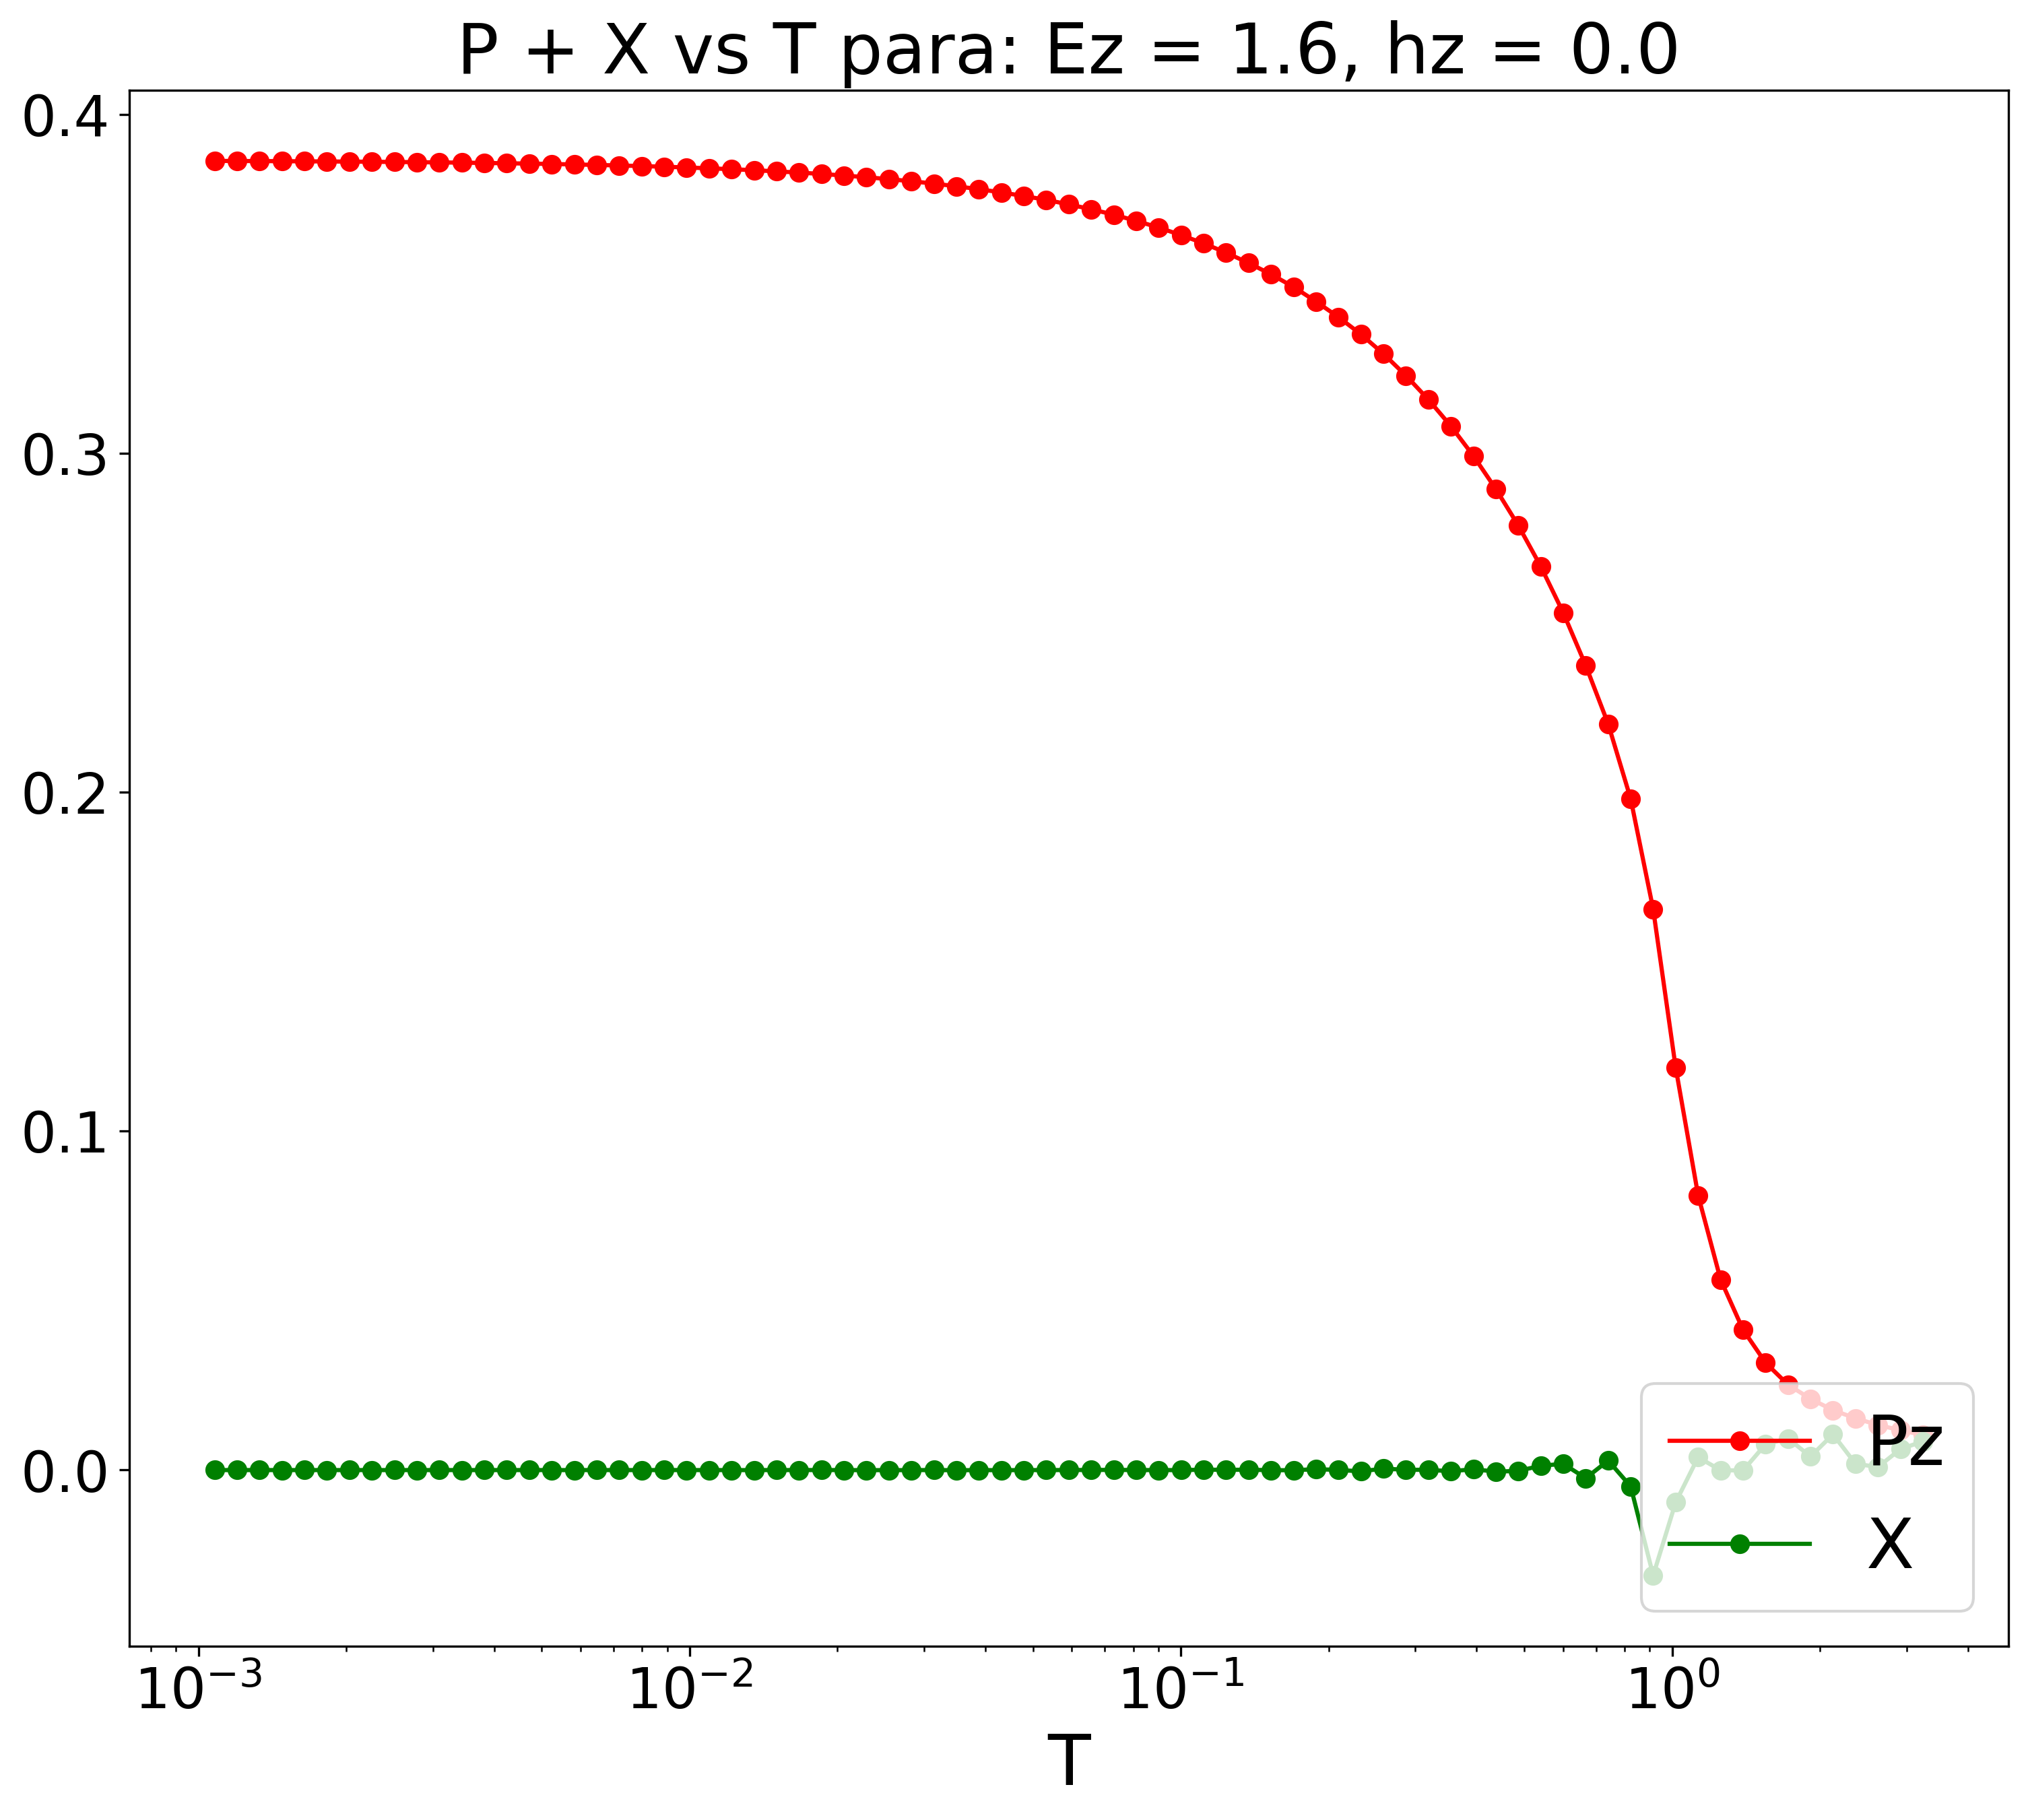 P + X vs T para: Ez = 1.6, hz = 0.0
0.4
0.3
0.2
0.1
0.0
Pz
X
10⁻³ 10⁻² 10⁻¹ 10⁰
T